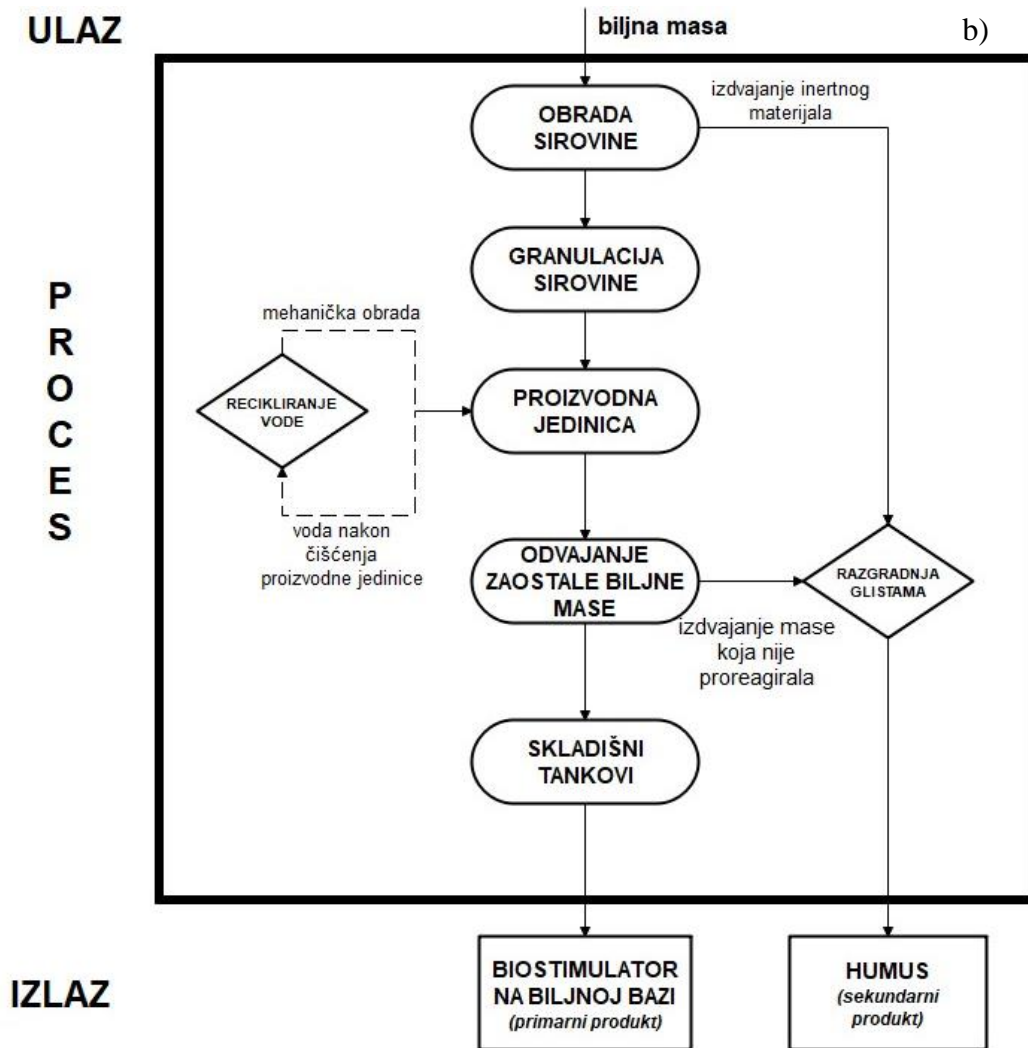 ULAZ
biljna masa
b)
OBRADA
SIROVINE
izdvajanje inertnog
materijala
GRANULACIJA
SIROVINE
P
R
O
C
E
S
mehanička obrada
RECIKLIRANJE
VODE
PROIZVODNA
JEDINICA
voda nakon
čišćenja
proizvodne jedinice
ODVAJANJE
ZAOSTALE BILJNE
MASE
RAZGRADNJA
GLISTAMA
izdvajanje mase
koja nije
proreagirala
SKLADIŠNI
TANKOVI
IZLAZ
BIOSTIMULATOR
NA BILJNOJ BAZI
(primarni produkt)
HUMUS
(sekundarni
produkt)